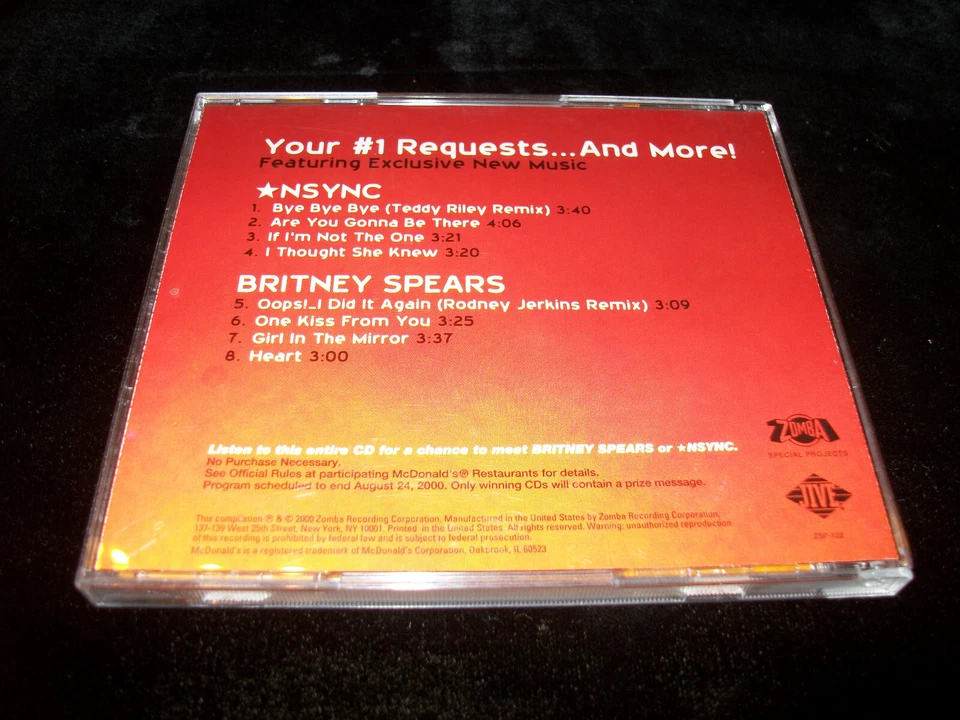 Your #1 Requests...And More!
Featuring Exclusive New Music
★NSYNC
1. Bye Bye Bye (Teddy Riley Remix) 3:40
2. Are You Gonna Be There 4:06
3. If I'm Not The One 3:21
4. I Thought She Knew 3:20
BRITNEY SPEARS
5. Oops!...I Did It Again (Rodney Jerkins Remix) 3:09
6. One Kiss From You 3:25
7. Girl In The Mirror 3:37
8. Heart 3:00
Listen to this entire CD for a chance to meet BRITNEY SPEARS or ★NSYNC.
No Purchase Necessary.
See Official Rules at participating McDonald's® Restaurants for details.
Program scheduled to end August 24, 2000. Only winning CDs will contain a prize message.
ZOMBA
SPECIAL PROJECTS
JIVE
This compilation ℗ & © 2000 Zomba Recording Corporation. Manufactured in the United States by Zomba Recording Corporation,
137-139 West 25th Street, New York, NY 10001. Printed in the United States. All rights reserved. Warning: unauthorized reproduction
of this recording is prohibited by federal law and is subject to federal prosecution.
McDonald's is a registered trademark of McDonald's Corporation, Oakbrook, IL 60523